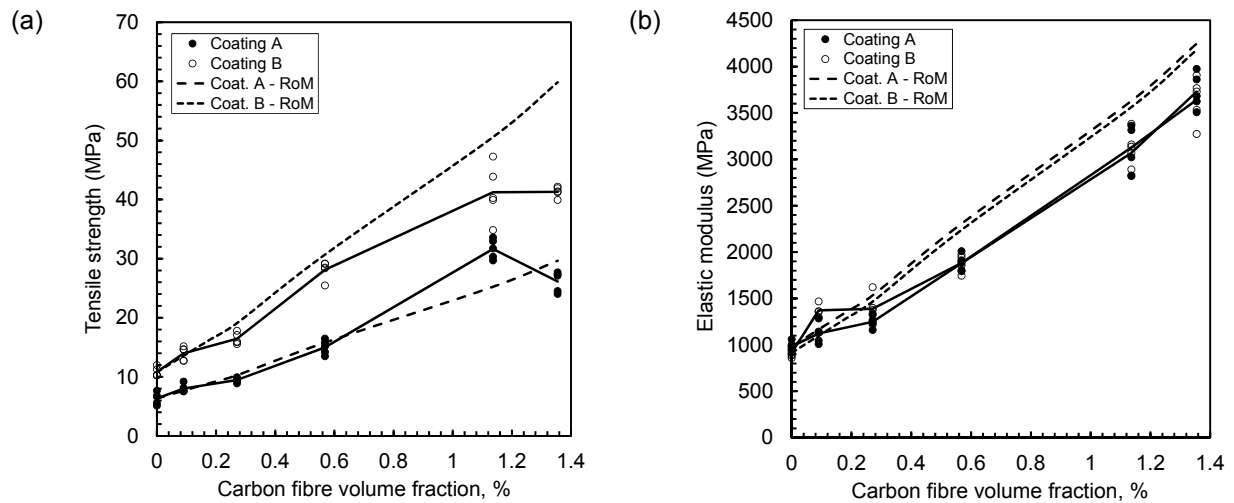 (a)
70
60
50
40
30
20
10
0
Tensile strength (MPa)
Coating A
Coating B
Coat. A - RoM
Coat. B - RoM
0 0.2 0.4 0.6 0.8 1 1.2 1.4
Carbon fibre volume fraction, %
(b)
4500
4000
3500
3000
2500
2000
1500
1000
500
0
Elastic modulus (MPa)
Coating A
Coating B
Coat. A - RoM
Coat. B - RoM
0 0.2 0.4 0.6 0.8 1 1.2 1.4
Carbon fibre volume fraction, %